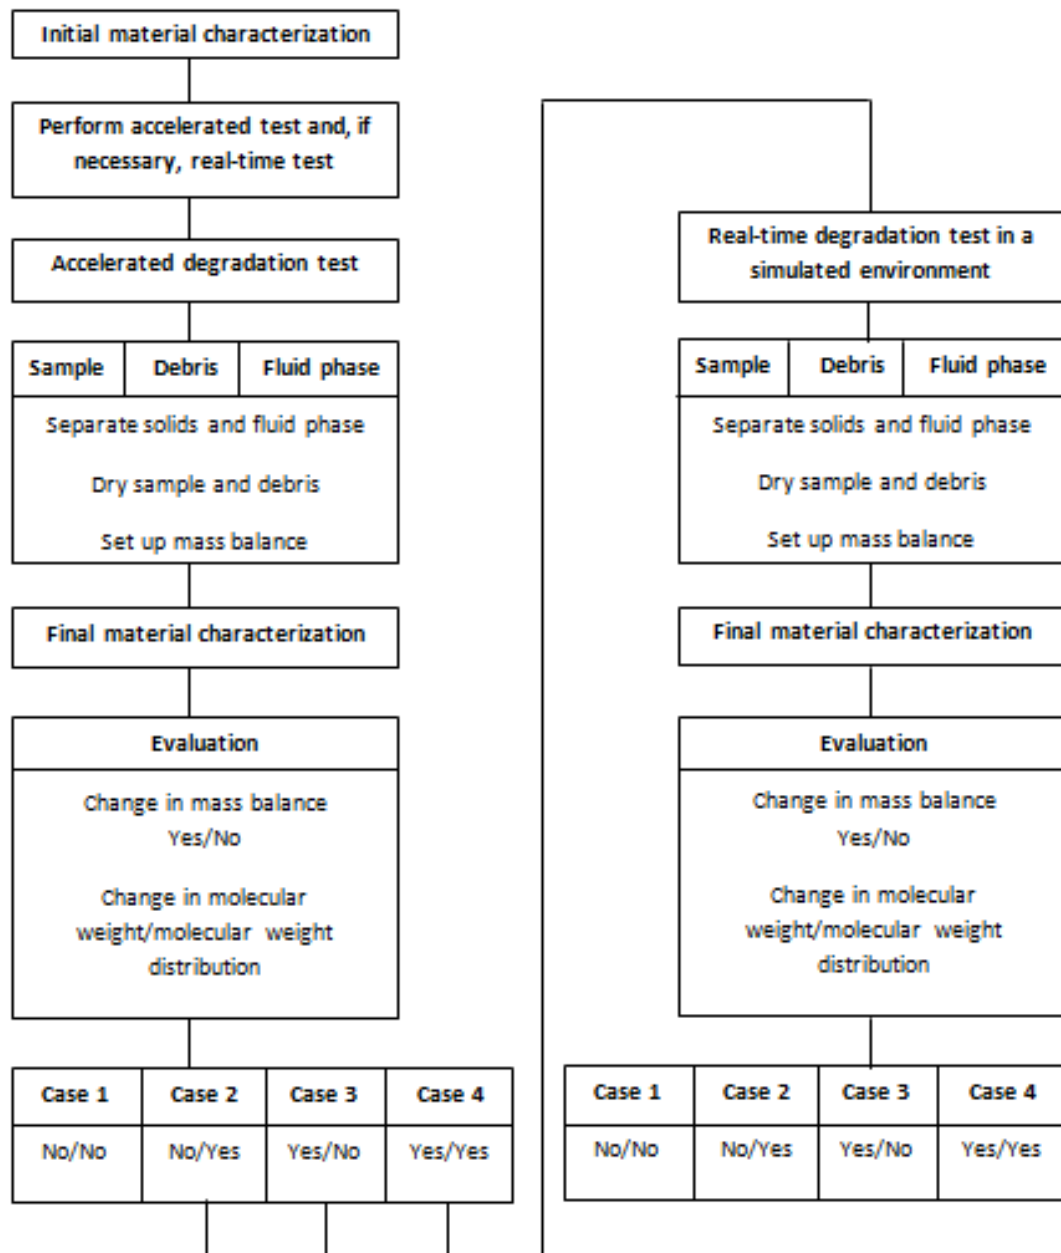 Initial material characterization
Perform accelerated test and, if
necessary, real-time test
Accelerated degradation test
Sample Debris Fluid phase
Separate solids and fluid phase
Dry sample and debris
Set up mass balance
Final material characterization
Evaluation
Change in mass balance
Yes/No
Change in molecular
weight/molecular weight
distribution
Case 1 Case 2 Case 3 Case 4
No/No No/Yes Yes/No Yes/Yes
Real-time degradation test in a
simulated environment
Sample Debris Fluid phase
Separate solids and fluid phase
Dry sample and debris
Set up mass balance
Final material characterization
Evaluation
Change in mass balance
Yes/No
Change in molecular
weight/molecular weight
distribution
Case 1 Case 2 Case 3 Case 4
No/No No/Yes Yes/No Yes/Yes